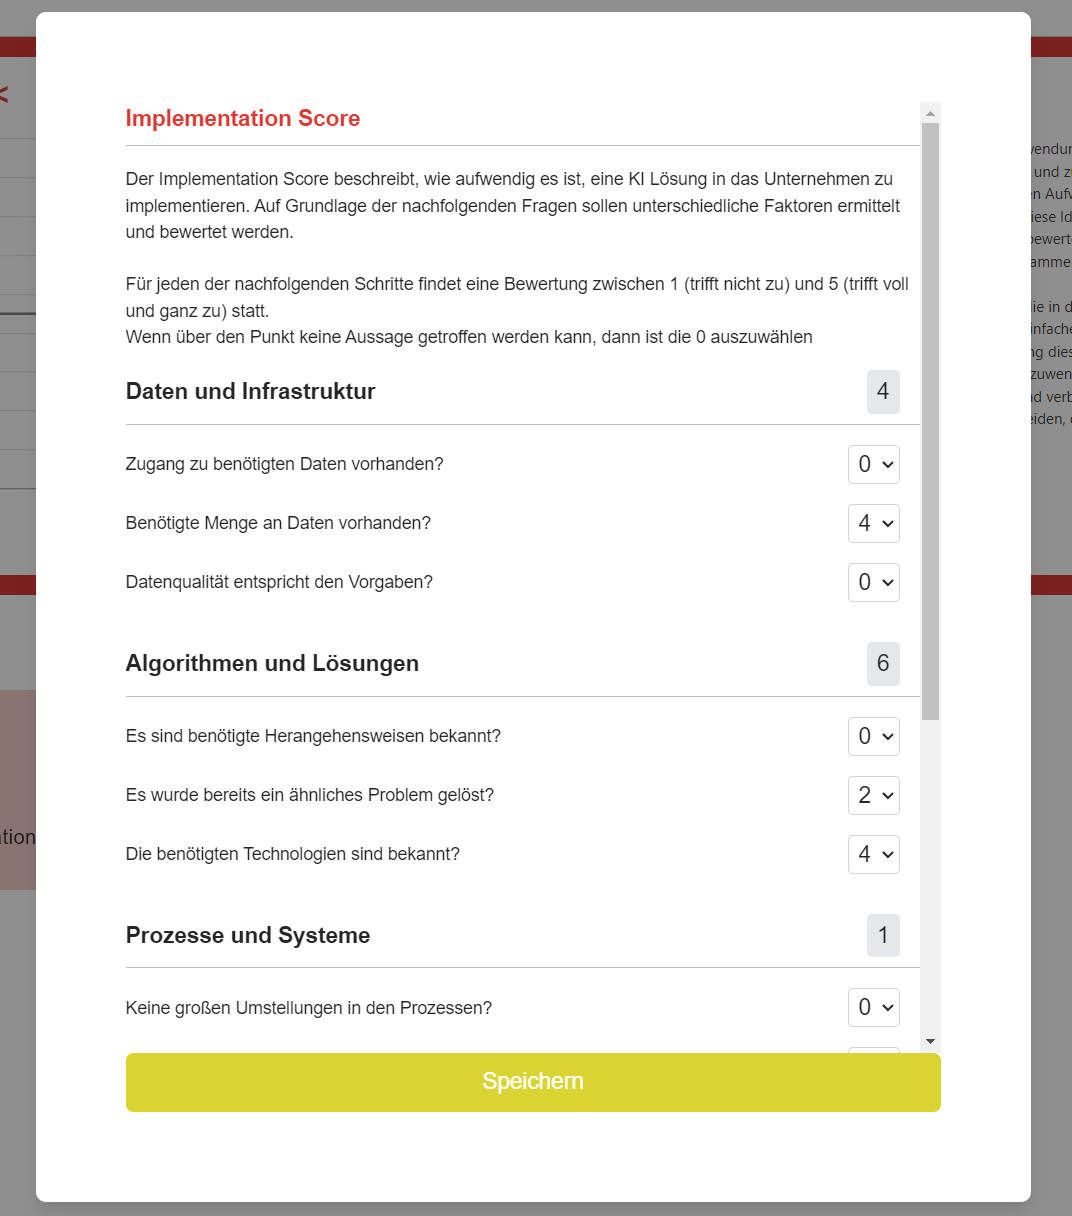 Implementation Score
Der Implementation Score beschreibt, wie aufwendig es ist, eine KI Lösung in das Unternehmen zu
implementieren. Auf Grundlage der nachfolgenden Fragen sollen unterschiedliche Faktoren ermittelt
und bewertet werden.
Für jeden der nachfolgenden Schritte findet eine Bewertung zwischen 1 (trifft nicht zu) und 5 (trifft voll
und ganz zu) statt.
Wenn über den Punkt keine Aussage getroffen werden kann, dann ist die 0 auszuwählen
Daten und Infrastruktur 4
Zugang zu benötigten Daten vorhanden? 0
Benötigte Menge an Daten vorhanden? 4
Datenqualität entspricht den Vorgaben? 0
Algorithmen und Lösungen 6
Es sind benötigte Herangehensweisen bekannt? 0
Es wurde bereits ein ähnliches Problem gelöst? 2
Die benötigten Technologien sind bekannt? 4
Prozesse und Systeme 1
Keine großen Umstellungen in den Prozessen? 0
Speichern